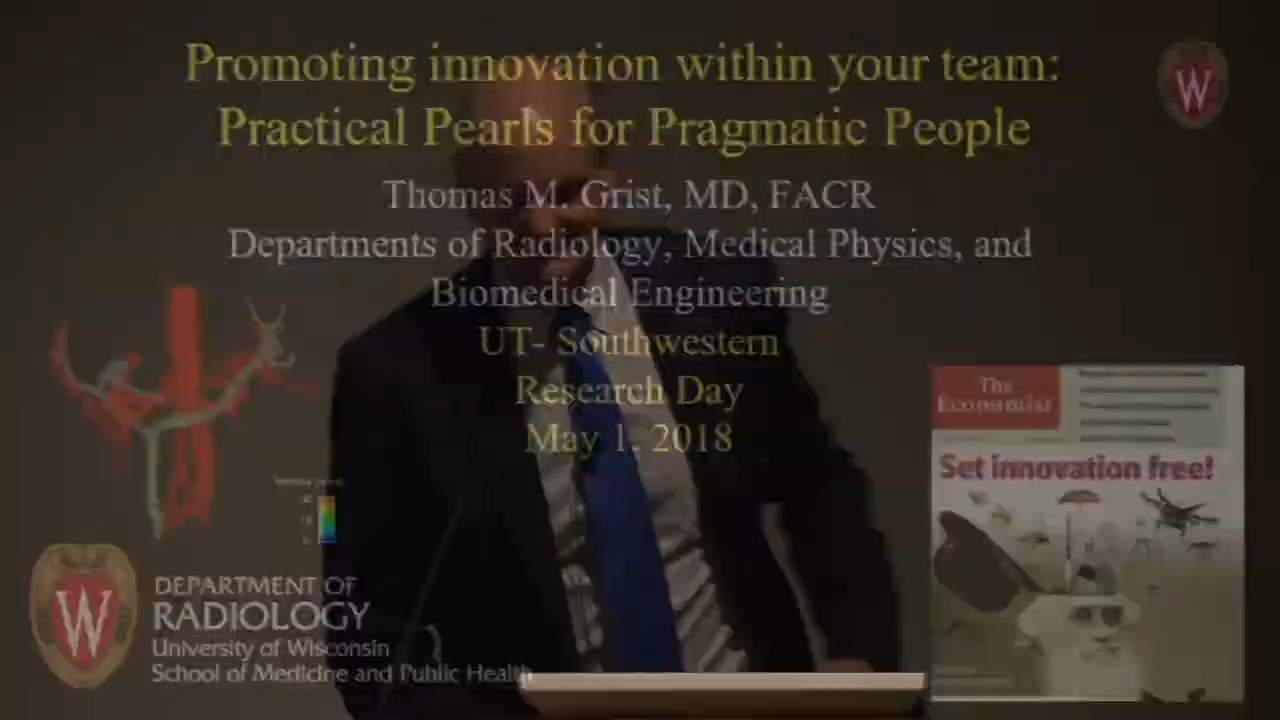 Promoting innovation within your team:
Practical Pearls for Pragmatic People
W
Thomas M. Grist, MD, FACR
Departments of Radiology, Medical Physics, and
Biomedical Engineering
UT- Southwestern
Research Day
May 1, 2018
The
Economist
Set innovation free!
W
DEPARTMENT OF
RADIOLOGY
University of Wisconsin
School of Medicine and Public Health